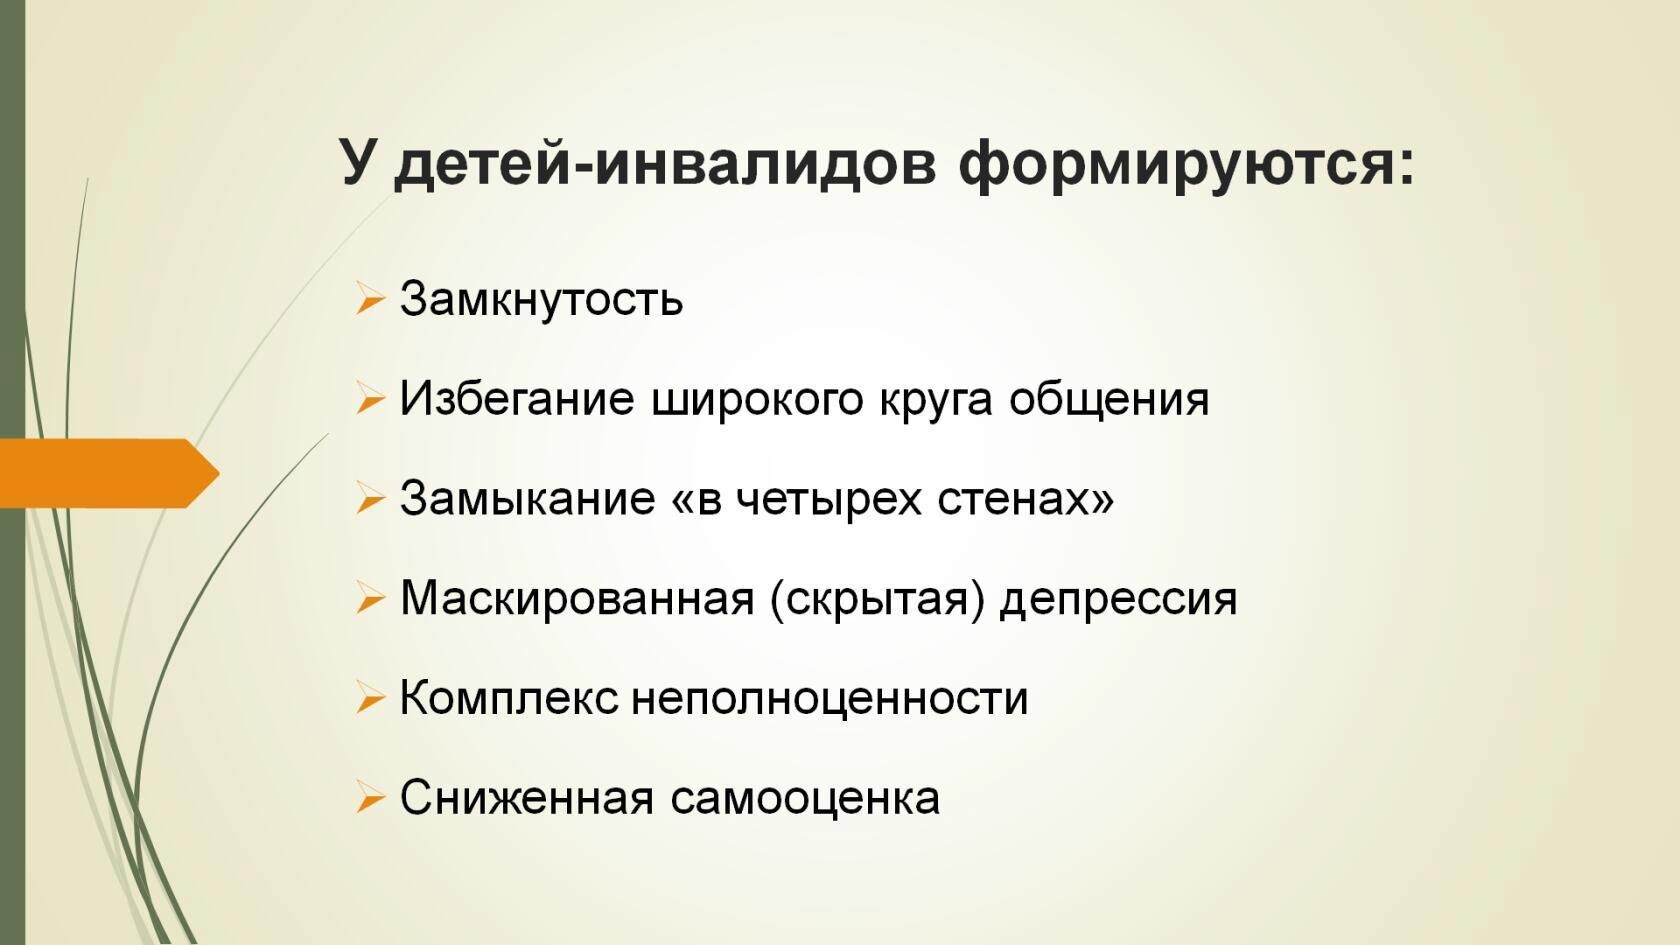 У детей-инвалидов формируются:
Замкнутость
Избегание широкого круга общения
Замыкание «в четырех стенах»
Маскированная (скрытая) депрессия
Комплекс неполноценности
Сниженная самооценка